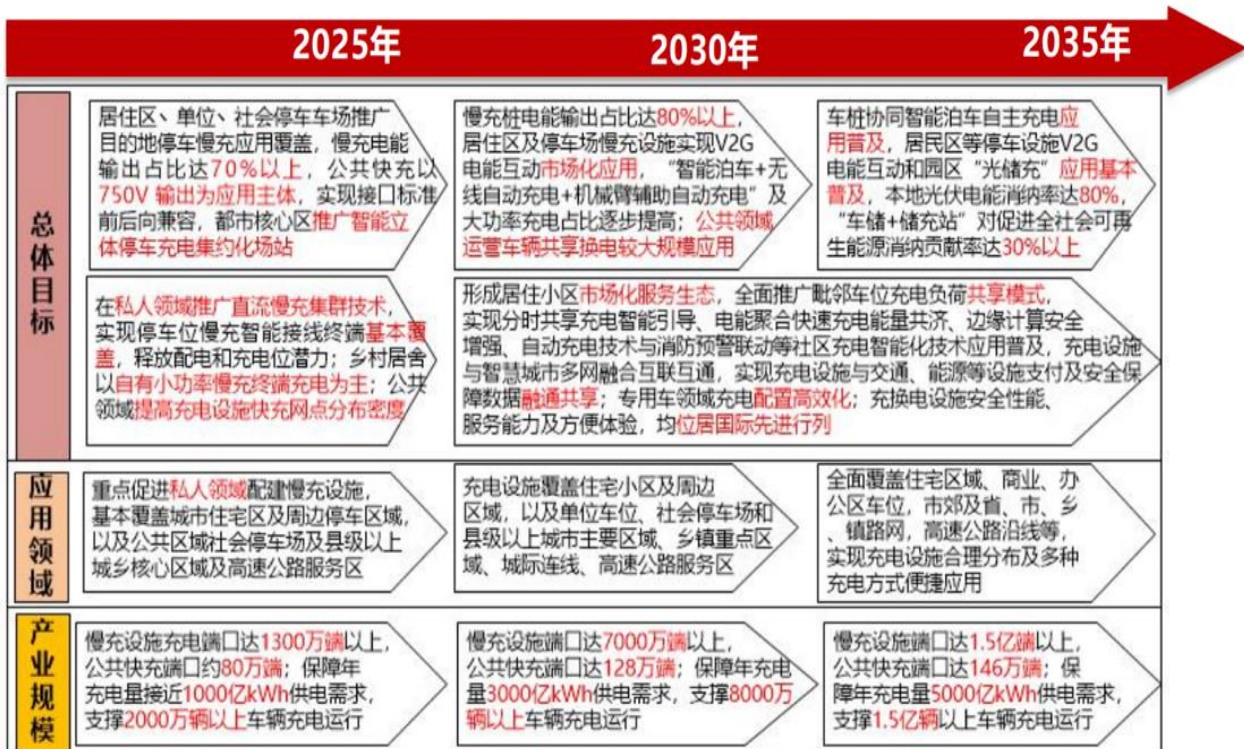 2025年
2030年
2035年
总体目标
居住区、单位、社会停车车场推广
目的地停车慢充应用覆盖，慢充电能
输出占比达70%以上，公共快充以
750V 输出为应用主体，实现接口标准
前后向兼容，都市核心区推广智能立
体停车充电集约化场站
慢充桩电能输出占比达80%以上，
居住区及停车场慢充设施实现V2G
电能互动市场化应用，“智能泊车+无
线自动充电+机械臂辅助自动充电”及
大功率充电占比逐步提高；公共领域
运营车辆共享换电较大规模应用
车桩协同智能泊车自主充电应
用普及，居民区等停车设施V2G
电能互动和园区“光储充”应用基本
普及，本地光伏电能消纳率达80%，
“车储+储充站”对促进全社会可再
生能源消纳贡献率达30%以上
在私人领域推广直流慢充集群技术，
实现停车位慢充智能接线终端基本覆
盖，释放配电和充电位潜力；乡村居舍
以自有小功率慢充终端充电为主；公共
领域提高充电设施快充网点分布密度
形成居住小区市场化服务生态，全面推广毗邻车位充电负荷共享模式，
实现分时共享充电智能引导、电能聚合快速充电能量共济、边缘计算安全
增强、自动充电技术与消防预警联动等社区充电智能化技术应用普及，充电设施
与智慧城市多网融合互联互通，实现充电设施与交通、能源等设施支付及安全保
障数据融通共享；专用车领域充电配置高效化；充换电设施安全性能、
服务能力及方便体验，均位居国际先进行列
应用领域
重点促进私人领域配建慢充设施，
基本覆盖城市住宅区及周边停车区域，
以及公共区域社会停车场及县级以上
城乡核心区域及高速公路服务区
充电设施覆盖住宅小区及周边
区域，以及单位车位、社会停车场和
县级以上城市主要区域、乡镇重点区
域、城际连线、高速公路服务区
全面覆盖住宅区域、商业、办
公区车位，市郊及省、市、乡
、镇路网，高速公路沿线等，
实现充电设施合理分布及多种
充电方式便捷应用
产业规模
慢充设施充电端口达1300万端以上，
公共快充端口约80万端；保障年
充电量接近1000亿kWh供电需求，
支撑2000万辆以上车辆充电运行
慢充设施端口达7000万端以上，
公共快充端口达128万端；保障年充电
量3000亿kWh供电需求，支撑8000万
辆以上车辆充电运行
慢充设施端口达1.5亿端以上，
公共快充端口达146万端；保
障年充电量5000亿kWh供电需求，
支撑1.5亿辆以上车辆充电运行